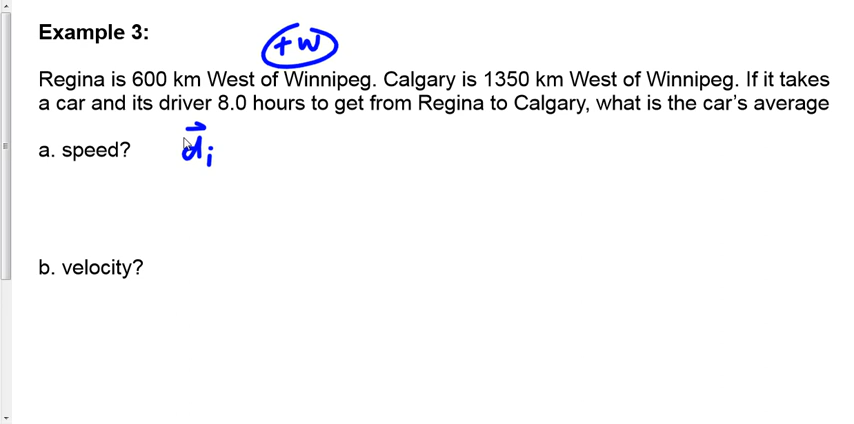 Example 3:
+W
Regina is 600 km West of Winnipeg. Calgary is 1350 km West of Winnipeg. If it takes
a car and its driver 8.0 hours to get from Regina to Calgary, what is the car's average
a. speed?
d⃗i
b. velocity?